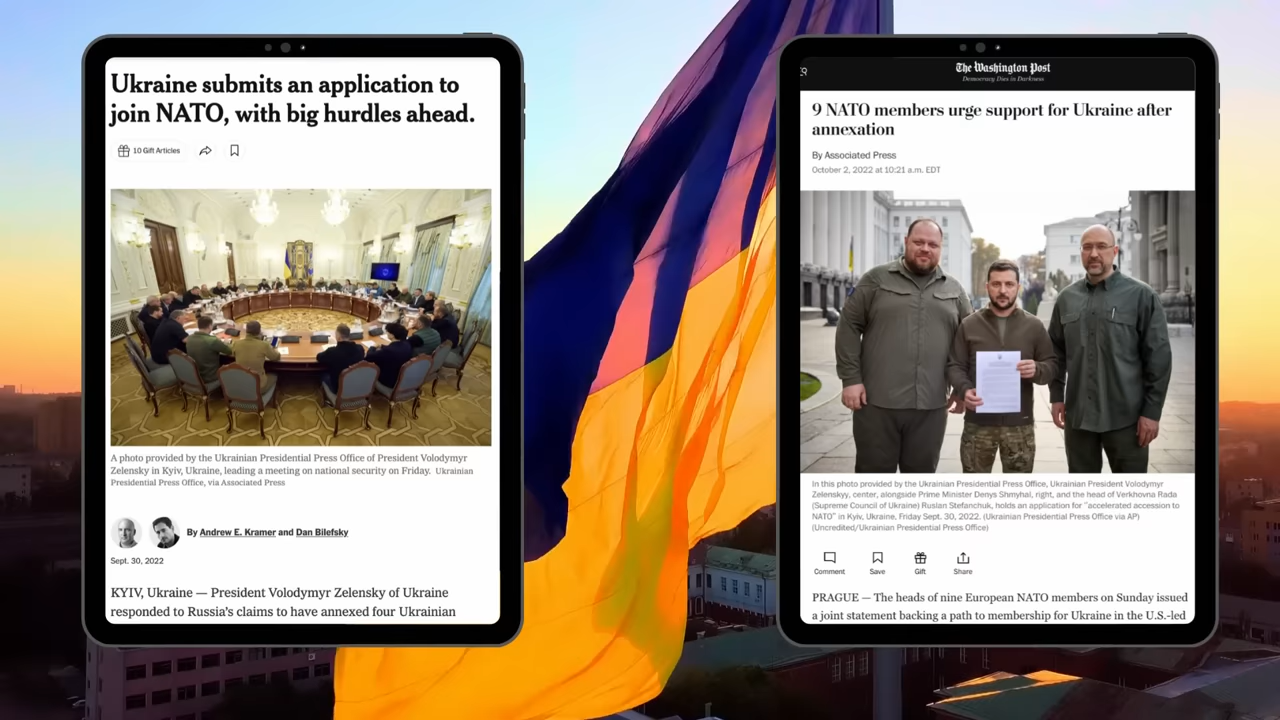 Ukraine submits an application to
join NATO, with big hurdles ahead.
10 Gift Articles
A photo provided by the Ukrainian Presidential Press Office of President Volodymyr
Zelensky in Kyiv, Ukraine, leading a meeting on national security on Friday. Ukrainian
Presidential Press Office, via Associated Press
By Andrew E. Kramer and Dan Bilefsky
Sept. 30, 2022
KYIV, Ukraine — President Volodymyr Zelensky of Ukraine
responded to Russia's claims to have annexed four Ukrainian
The Washington Post
Democracy Dies in Darkness
9 NATO members urge support for Ukraine after
annexation
By Associated Press
October 2, 2022 at 10:21 a.m. EDT
In this photo provided by the Ukrainian Presidential Press Office, Ukrainian President Volodymyr
Zelenskyy, center, alongside Prime Minister Denys Shmyhal, right, and the head of Verkhovna Rada
(Supreme Council of Ukraine) Ruslan Stefanchuk, holds an application for "accelerated accession to
NATO" in Kyiv, Ukraine, Friday Sept. 30, 2022. (Ukrainian Presidential Press Office via AP)
(Uncredited/Ukrainian Presidential Press Office)
Comment Save Gift Share
PRAGUE — The heads of nine European NATO members on Sunday issued
a joint statement backing a path to membership for Ukraine in the U.S.-led